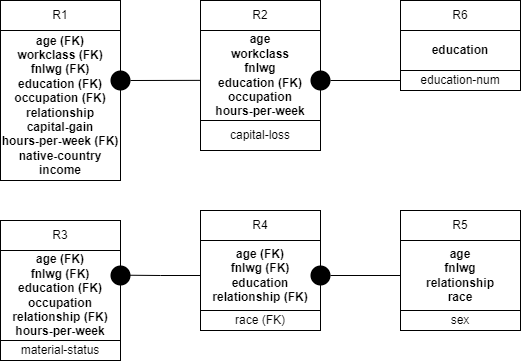 R1
age (FK)
workclass (FK)
fnlwg (FK)
education (FK)
occupation (FK)
relationship
capital-gain
hours-per-week (FK)
native-country
income
R2
age
workclass
fnlwg
education (FK)
occupation
hours-per-week
capital-loss
R6
education
education-num
R3
age (FK)
fnlwg (FK)
education (FK)
occupation
relationship (FK)
hours-per-week
material-status
R4
age (FK)
fnlwg (FK)
education
relationship (FK)
race (FK)
R5
age
fnlwg
relationship
race
sex